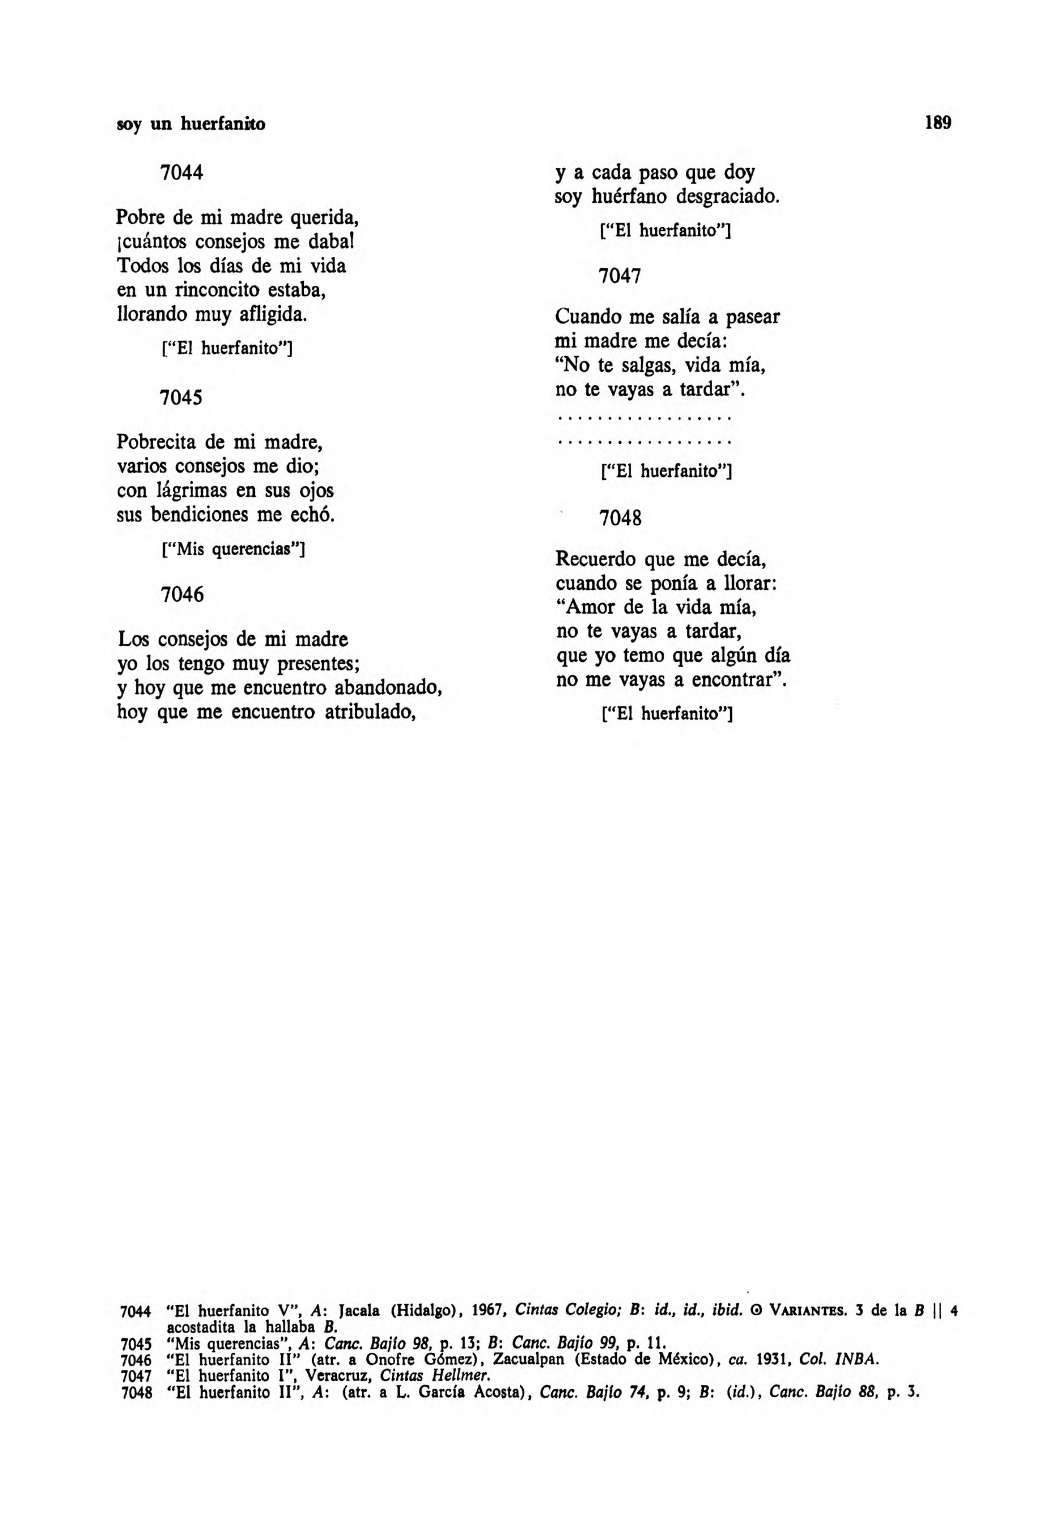 soy un huerfanito
189
7044
Pobre de mi madre querida,
¡cuántos consejos me daba!
Todos los días de mi vida
en un rinconcito estaba,
llorando muy afligida.
["El huerfanito"]
7045
Pobrecita de mi madre,
varios consejos me dio;
con lágrimas en sus ojos
sus bendiciones me echó.
["Mis querencias"]
7046
Los consejos de mi madre
yo los tengo muy presentes;
y hoy que me encuentro abandonado,
hoy que me encuentro atribulado,
y a cada paso que doy
soy huérfano desgraciado.
["El huerfanito"]
7047
Cuando me salía a pasear
mi madre me decía:
"No te salgas, vida mía,
no te vayas a tardar".
. . . . . . . . . . . . . . . . . .
. . . . . . . . . . . . . . . . . .
["El huerfanito"]
7048
Recuerdo que me decía,
cuando se ponía a llorar:
"Amor de la vida mía,
no te vayas a tardar,
que yo temo que algún día
no me vayas a encontrar".
["El huerfanito"]
7044 "El huerfanito V", A: Jacala (Hidalgo), 1967, Cintas Colegio; B: id., id., ibid. ⊙ VARIANTES. 3 de la B || 4
acostadita la hallaba B.
7045 "Mis querencias", A: Canc. Bajío 98, p. 13; B: Canc. Bajío 99, p. 11.
7046 "El huerfanito II" (atr. a Onofre Gómez), Zacualpan (Estado de México), ca. 1931, Col. INBA.
7047 "El huerfanito I", Veracruz, Cintas Hellmer.
7048 "El huerfanito II", A: (atr. a L. García Acosta), Canc. Bajío 74, p. 9; B: (id.), Canc. Bajío 88, p. 3.